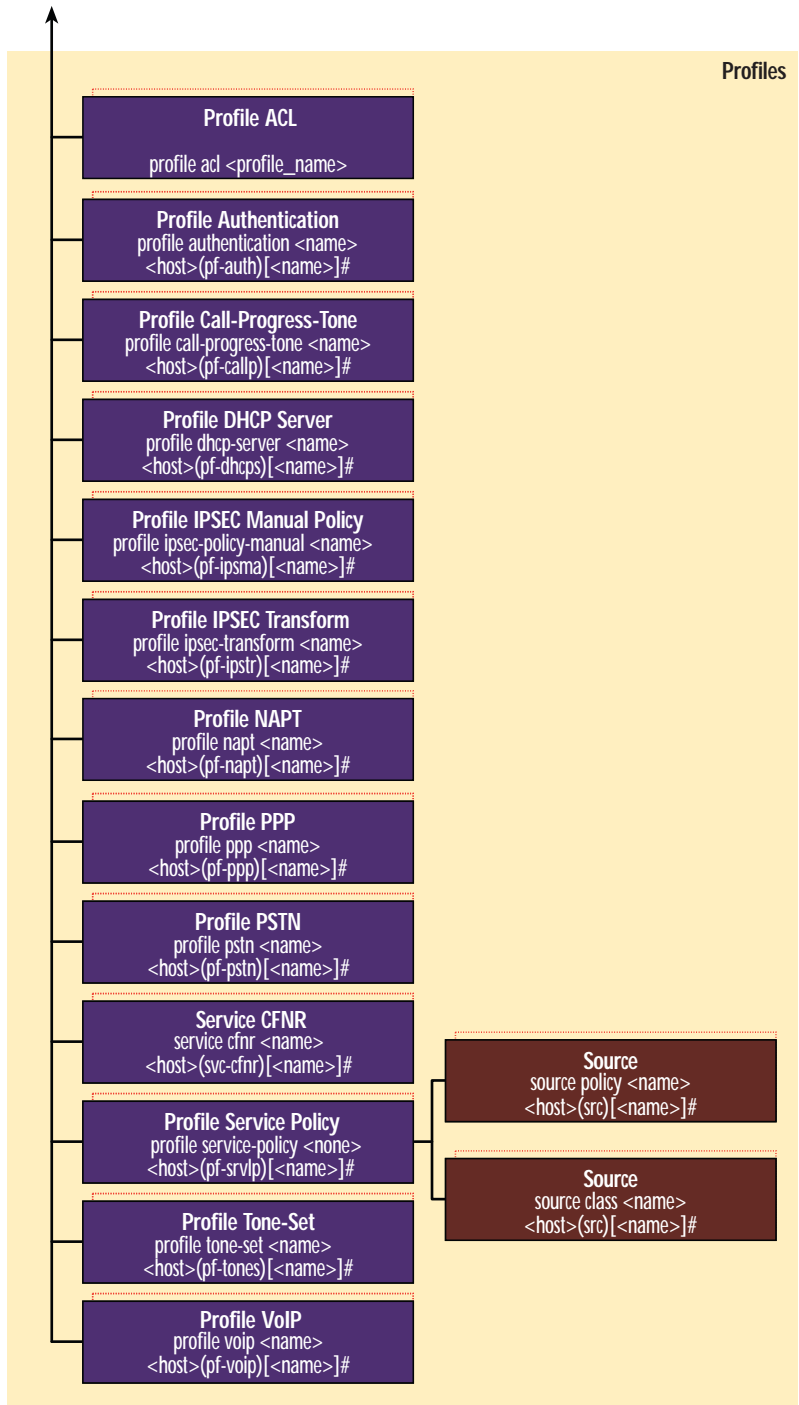 Profiles
Profile ACL
profile acl <profile_name>
Profile Authentication
profile authentication <name>
<host>(pf-auth)[<name>]#
Profile Call-Progress-Tone
profile call-progress-tone <name>
<host>(pf-callp)[<name>]#
Profile DHCP Server
profile dhcp-server <name>
<host>(pf-dhcps)[<name>]#
Profile IPSEC Manual Policy
profile ipsec-policy-manual <name>
<host>(pf-ipsma)[<name>]#
Profile IPSEC Transform
profile ipsec-transform <name>
<host>(pf-ipstr)[<name>]#
Profile NAPT
profile napt <name>
<host>(pf-napt)[<name>]#
Profile PPP
profile ppp <name>
<host>(pf-ppp)[<name>]#
Profile PSTN
profile pstn <name>
<host>(pf-pstn)[<name>]#
Service CFNR
service cfnr <name>
<host>(svc-cfnr)[<name>]#
Profile Service Policy
profile service-policy <none>
<host>(pf-srvlp)[<name>]#
Source
source policy <name>
<host>(src)[<name>]#
Source
source class <name>
<host>(src)[<name>]#
Profile Tone-Set
profile tone-set <name>
<host>(pf-tones)[<name>]#
Profile VoIP
profile voip <name>
<host>(pf-voip)[<name>]#